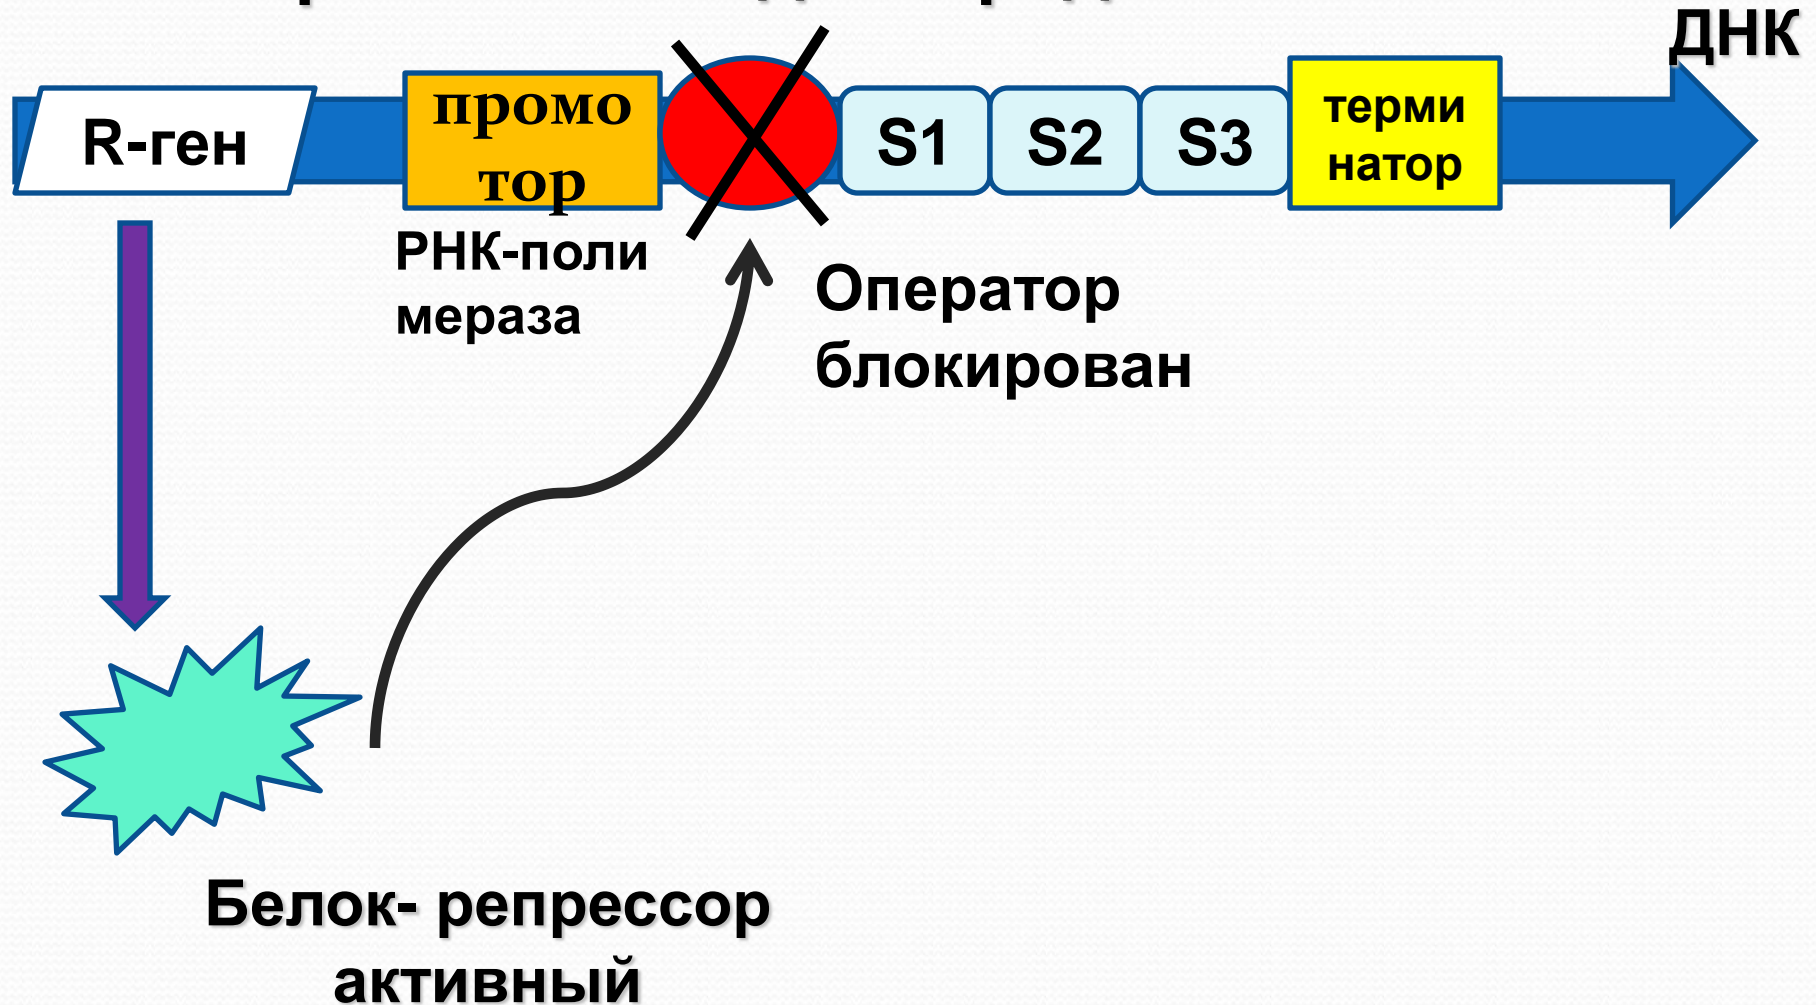 ДНК
R-ген
промо
тор
S1
S2
S3
терми
натор
РНК-поли
мераза
Оператор
блокирован
Белок- репрессор
активный